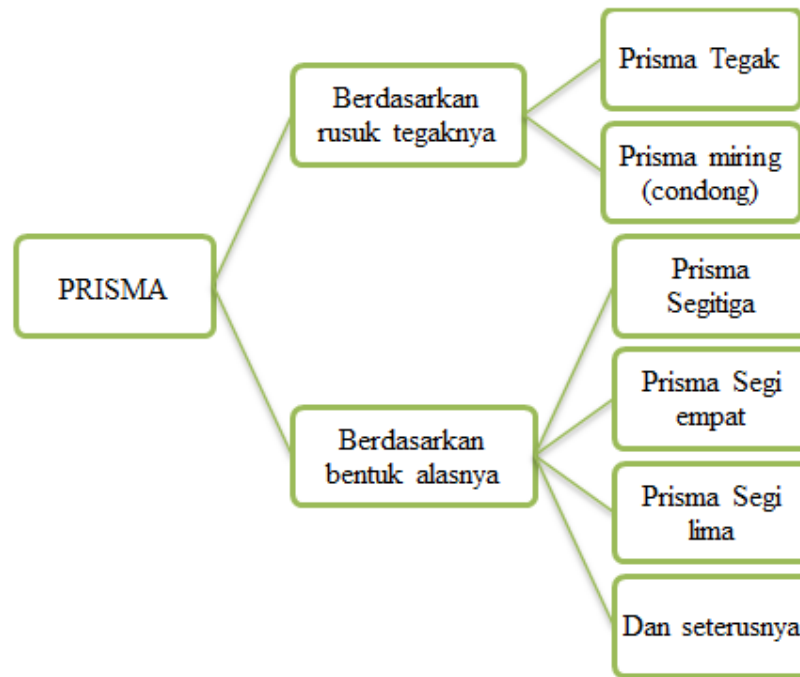 PRISMA
Berdasarkan
rusuk tegaknya
Prisma Tegak
Prisma miring
(condong)
Berdasarkan
bentuk alasnya
Prisma
Segitiga
Prisma Segi
empat
Prisma Segi
lima
Dan seterusnya